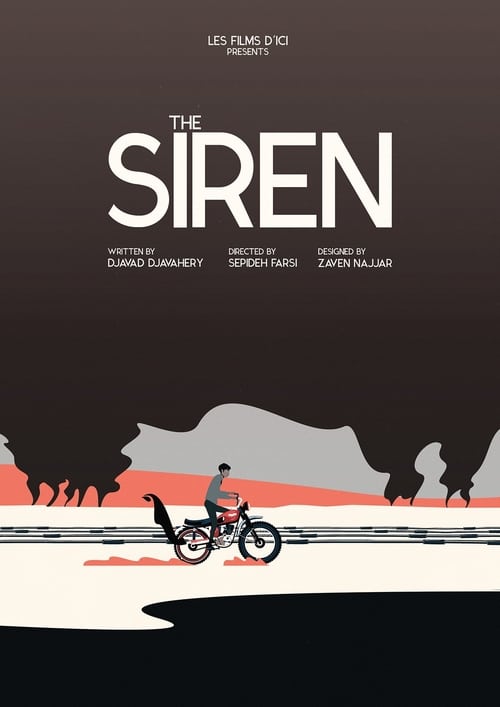 LES FILMS D'ICI
PRESENTS
THE
SIREN
WRITTEN BY
DJAVAD DJAVAHERY
DIRECTED BY
SEPIDEH FARSI
DESIGNED BY
ZAVEN NAJJAR